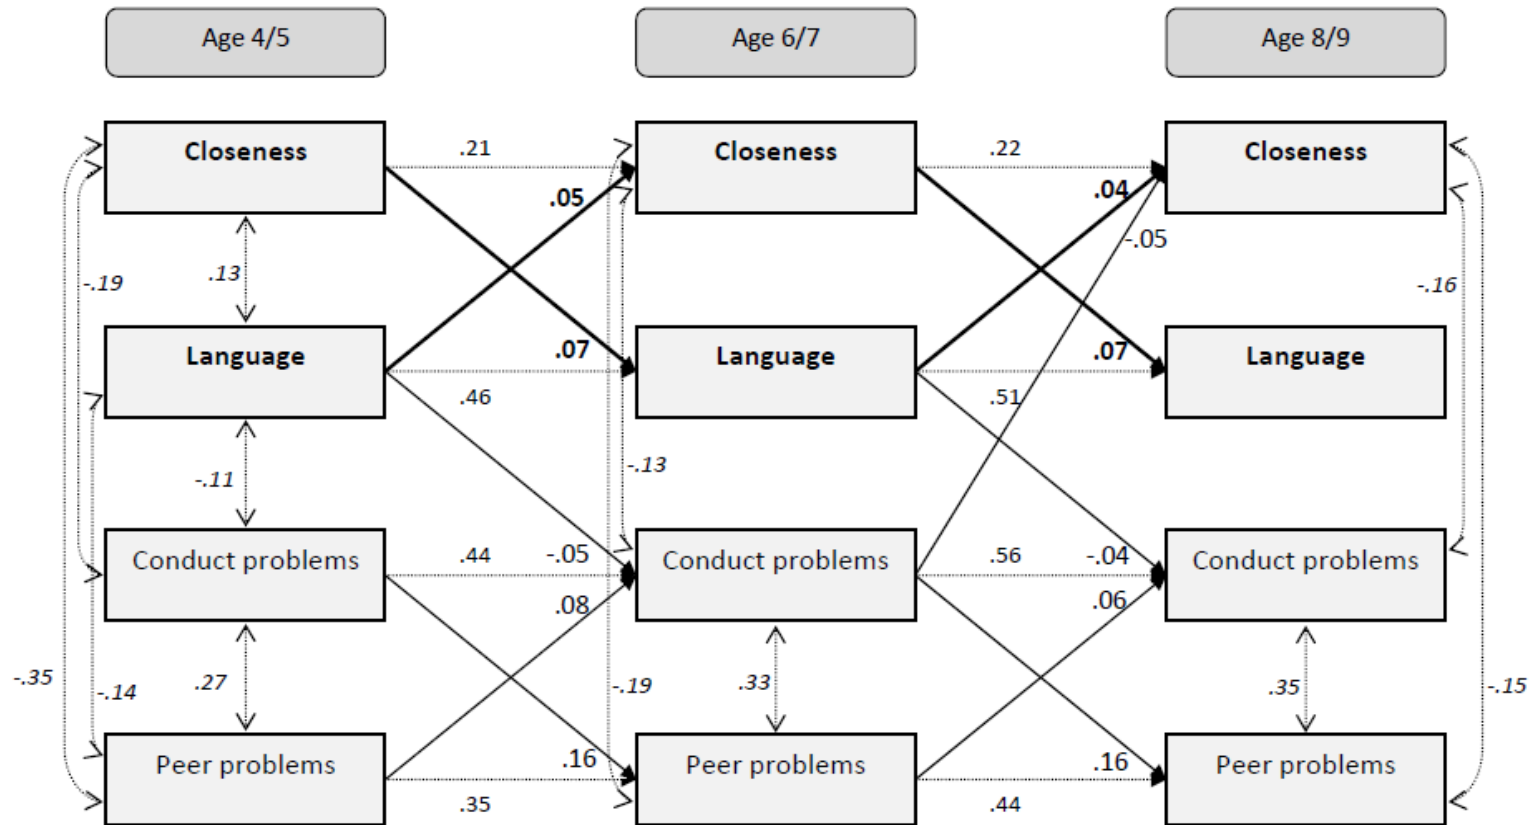 Age 4/5
Age 6/7
Age 8/9
Closeness
.21
Closeness
.22
Closeness
.05
.04
-.05
-.19
.13
-.16
Language
.07
Language
.07
Language
.46
.51
-.11
-.13
Conduct problems
.44
-.05
Conduct problems
.56
-.04
Conduct problems
.08
.06
-.35
-.14
.27
-.19
.33
.35
-.15
Peer problems
.16
Peer problems
.16
Peer problems
.35
.44